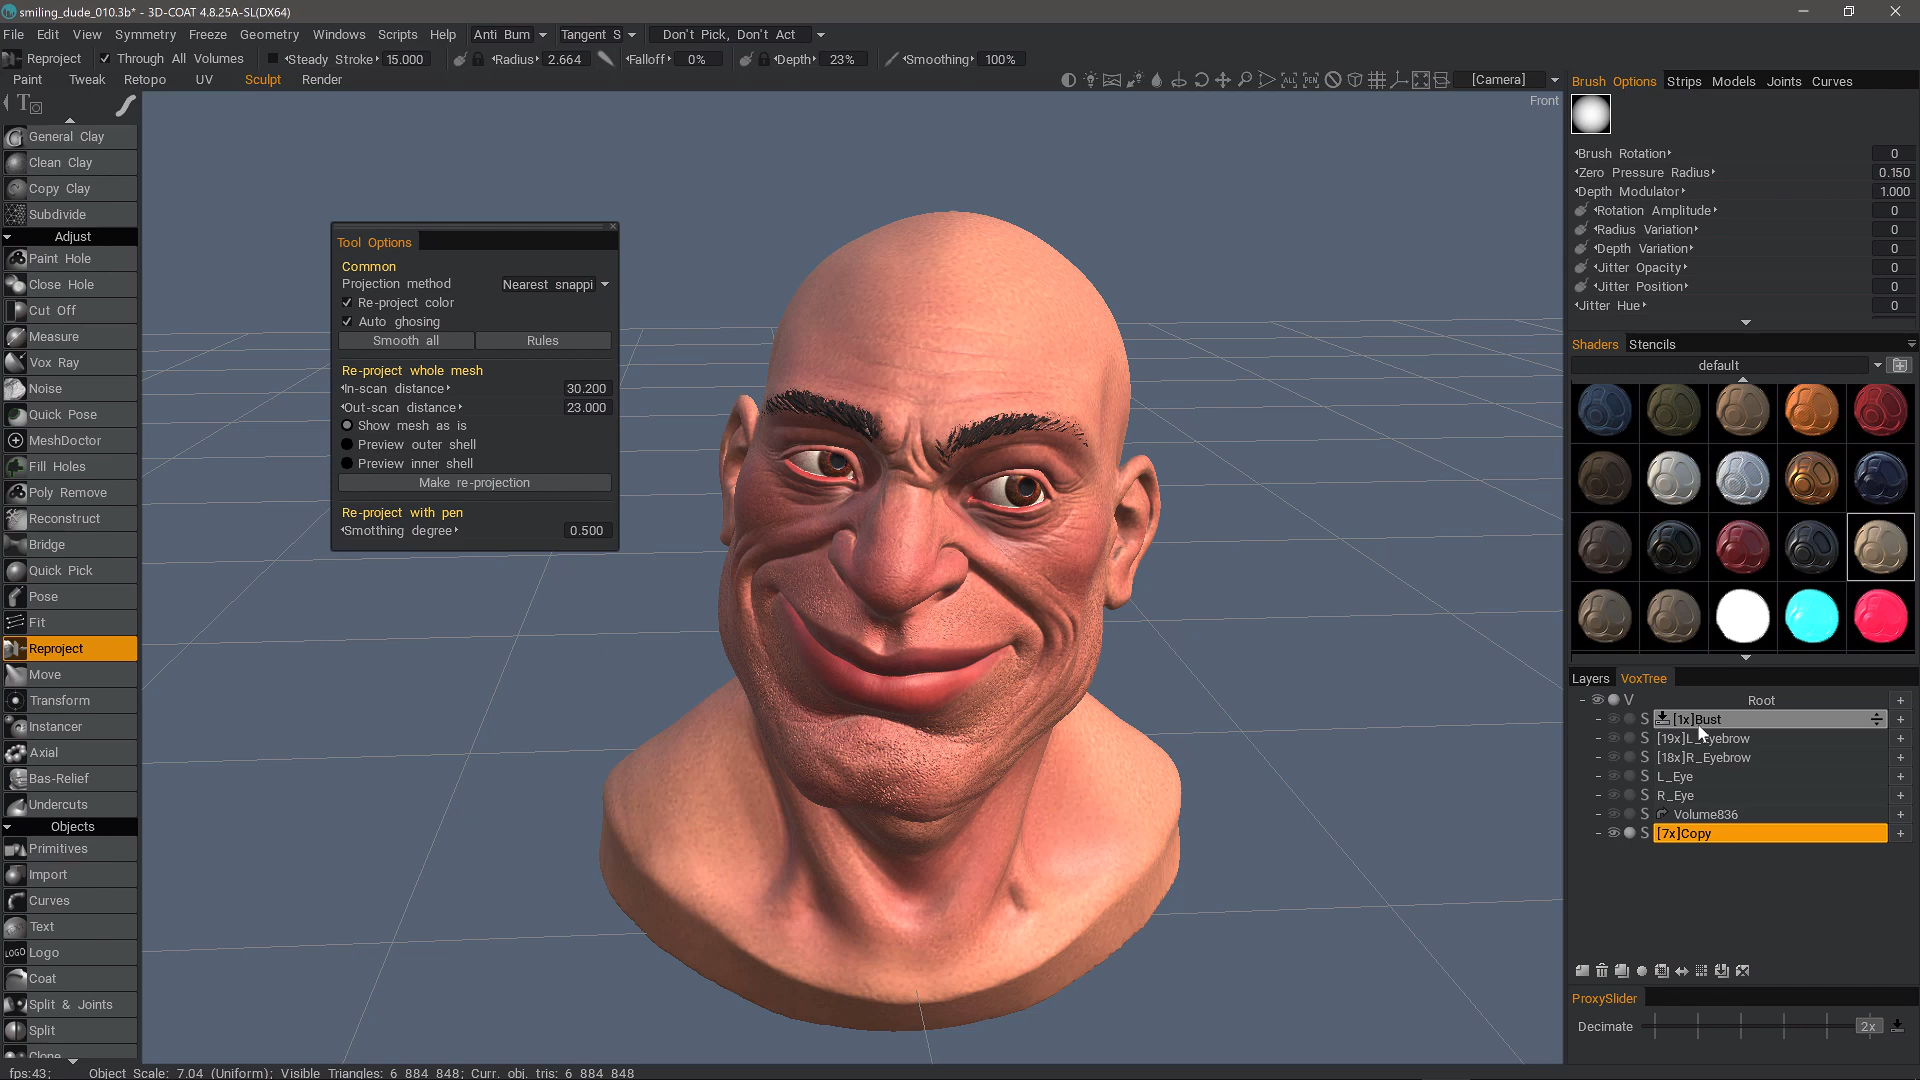 smiling_dude_010.3b* - 3D-COAT 4.8.25A-SL(DX64)
File Edit View Symmetry Freeze Geometry Windows Scripts Help Anti Bum Tangent S Don't Pick, Don't Act
Reproject Through All Volumes Steady Stroke 15.000 Radius 2.664 Falloff 0% Depth 23% Smoothing 100%
Paint Tweak Retopo UV Sculpt Render [Camera]
Front
General Clay
Clean Clay
Copy Clay
Subdivide
Adjust
Paint Hole
Close Hole
Cut Off
Measure
Vox Ray
Noise
Quick Pose
MeshDoctor
Fill Holes
Poly Remove
Reconstruct
Bridge
Quick Pick
Pose
Fit
Reproject
Move
Transform
Instancer
Axial
Bas-Relief
Undercuts
Objects
Primitives
Import
Curves
Text
LOGO Logo
Coat
Split & Joints
Split
Clone
Tool Options
Common
Projection method Nearest snappi
Re-project color
Auto ghosing
Smooth all Rules
Re-project whole mesh
In-scan distance 30.200
Out-scan distance 23.000
Show mesh as is
Preview outer shell
Preview inner shell
Make re-projection
Re-project with pen
Smotthing degree 0.500
Brush Options Strips Models Joints Curves
Brush Rotation 0
Zero Pressure Radius 0.150
Depth Modulator 1.000
Rotation Amplitude 0
Radius Variation 0
Depth Variation 0
Jitter Opacity 0
Jitter Position 0
Jitter Hue 0
Shaders Stencils
default
Layers VoxTree
V Root +
S [1x]Bust +
S [19x]L_Eyebrow +
S [18x]R_Eyebrow +
S L_Eye +
S R_Eye +
S Volume836 +
S [7x]Copy +
ProxySlider
Decimate 2x
fps:43; Object Scale: 7.04 (Uniform); Visible Triangles: 6 884 848; Curr. obj. tris: 6 884 848